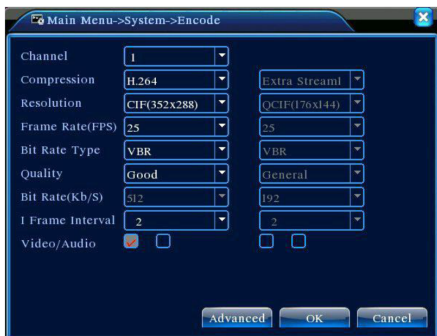 Main Menu->System->Encode
Channel 1
Compression H.264 Extra Stream1
Resolution CIF(352x288) QCIF(176x144)
Frame Rate(FPS) 25 25
Bit Rate Type VBR VBR
Quality Good General
Bit Rate(Kb/S) 512 192
I Frame Interval 2 2
Video/Audio
Advanced OK Cancel